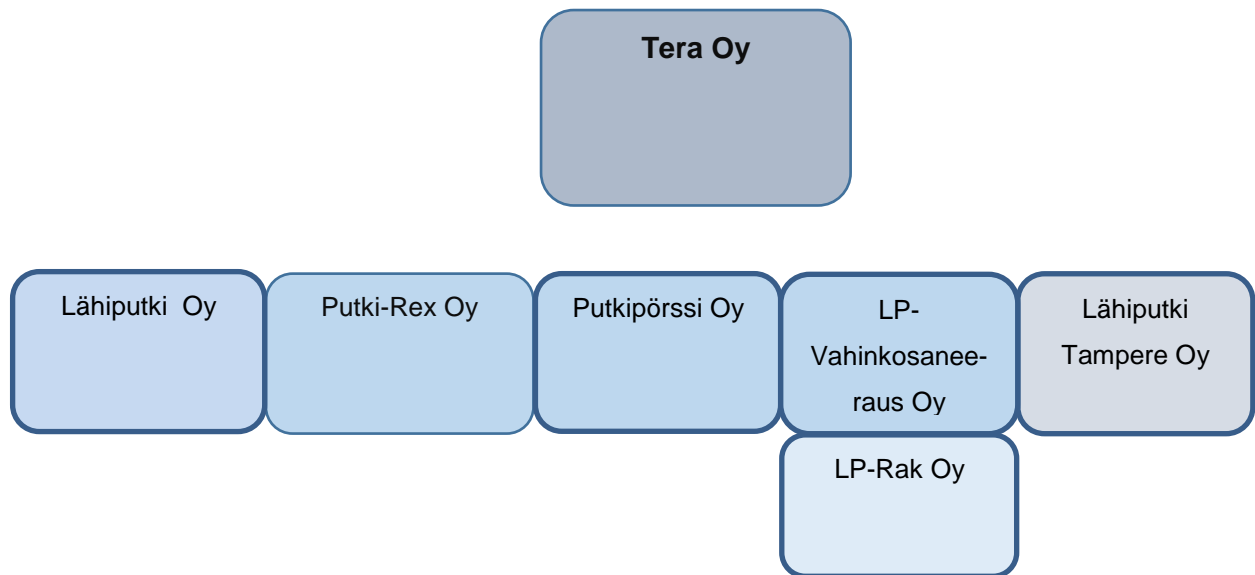 Tera Oy
Lähiputki Oy
Putki-Rex Oy
Putkipörssi Oy
LP-
Vahinkosanee-
raus Oy
Lähiputki
Tampere Oy
LP-Rak Oy